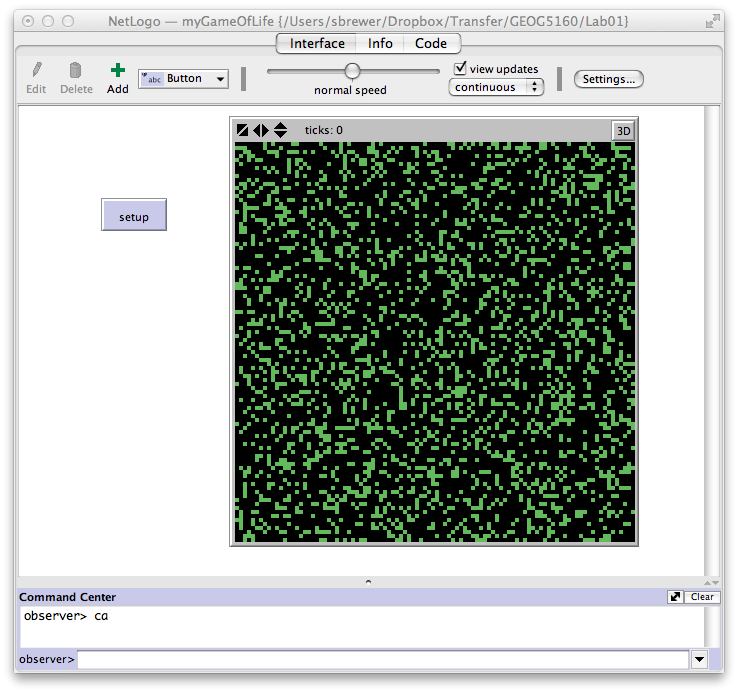 NetLogo — myGameOfLife {/Users/sbrewer/Dropbox/Transfer/GEOG5160/Lab01}
Interface Info Code
Edit Delete Add abc Button normal speed view updates continuous Settings...
ticks: 0 3D
setup
Command Center Clear
observer> ca
observer>